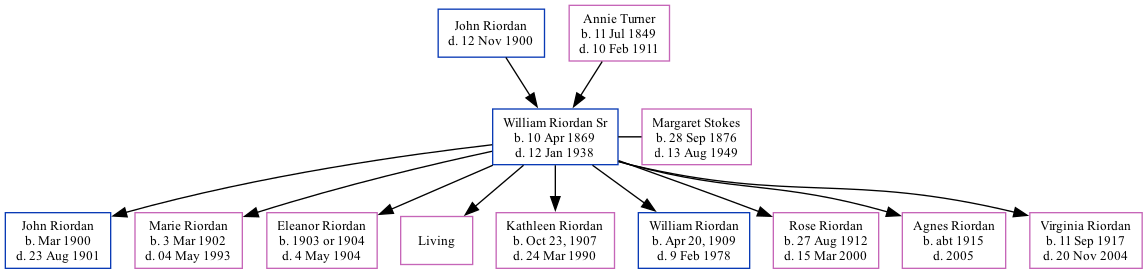 John Riordan
d. 12 Nov 1900
Annie Turner
b. 11 Jul 1849
d. 10 Feb 1911
William Riordan Sr
b. 10 Apr 1869
d. 12 Jan 1938
Margaret Stokes
b. 28 Sep 1876
d. 13 Aug 1949
John Riordan
b. Mar 1900
d. 23 Aug 1901
Marie Riordan
b. 3 Mar 1902
d. 04 May 1993
Eleanor Riordan
b. 1903 or 1904
d. 4 May 1904
Living
Kathleen Riordan
b. Oct 23, 1907
d. 24 Mar 1990
William Riordan
b. Apr 20, 1909
d. 9 Feb 1978
Rose Riordan
b. 27 Aug 1912
d. 15 Mar 2000
Agnes Riordan
b. abt 1915
d. 2005
Virginia Riordan
b. 11 Sep 1917
d. 20 Nov 2004